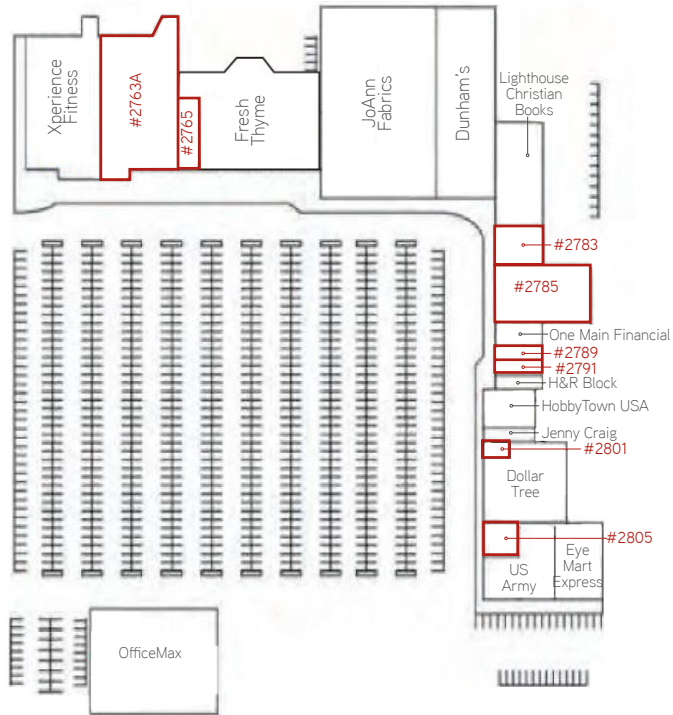 Xperience
Fitness
#2763A
#2765
Fresh
Thyme
JoAnn
Fabrics
Dunham's
Lighthouse
Christian
Books
#2783
#2785
One Main Financial
#2789
#2791
H&R Block
HobbyTown USA
Jenny Craig
#2801
Dollar
Tree
#2805
US
Army
Eye
Mart
Express
OfficeMax